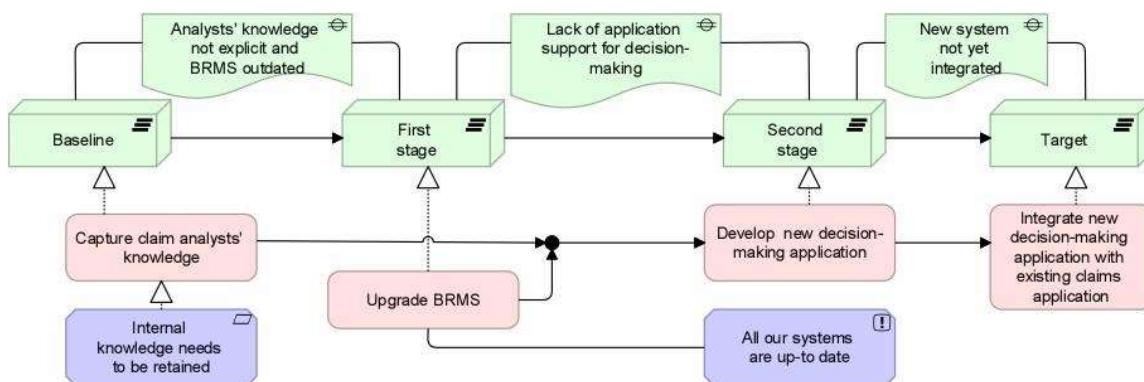 Analysts' knowledge
not explicit and
BRMS outdated
Lack of application
support for decision-
making
New system
not yet
integrated
Baseline
First
stage
Second
stage
Target
Capture claim analysts'
knowledge
Develop new decision-
making application
Integrate new
decision-making
application with
existing claims
application
Upgrade BRMS
Internal
knowledge needs
to be retained
All our systems
are up-to date